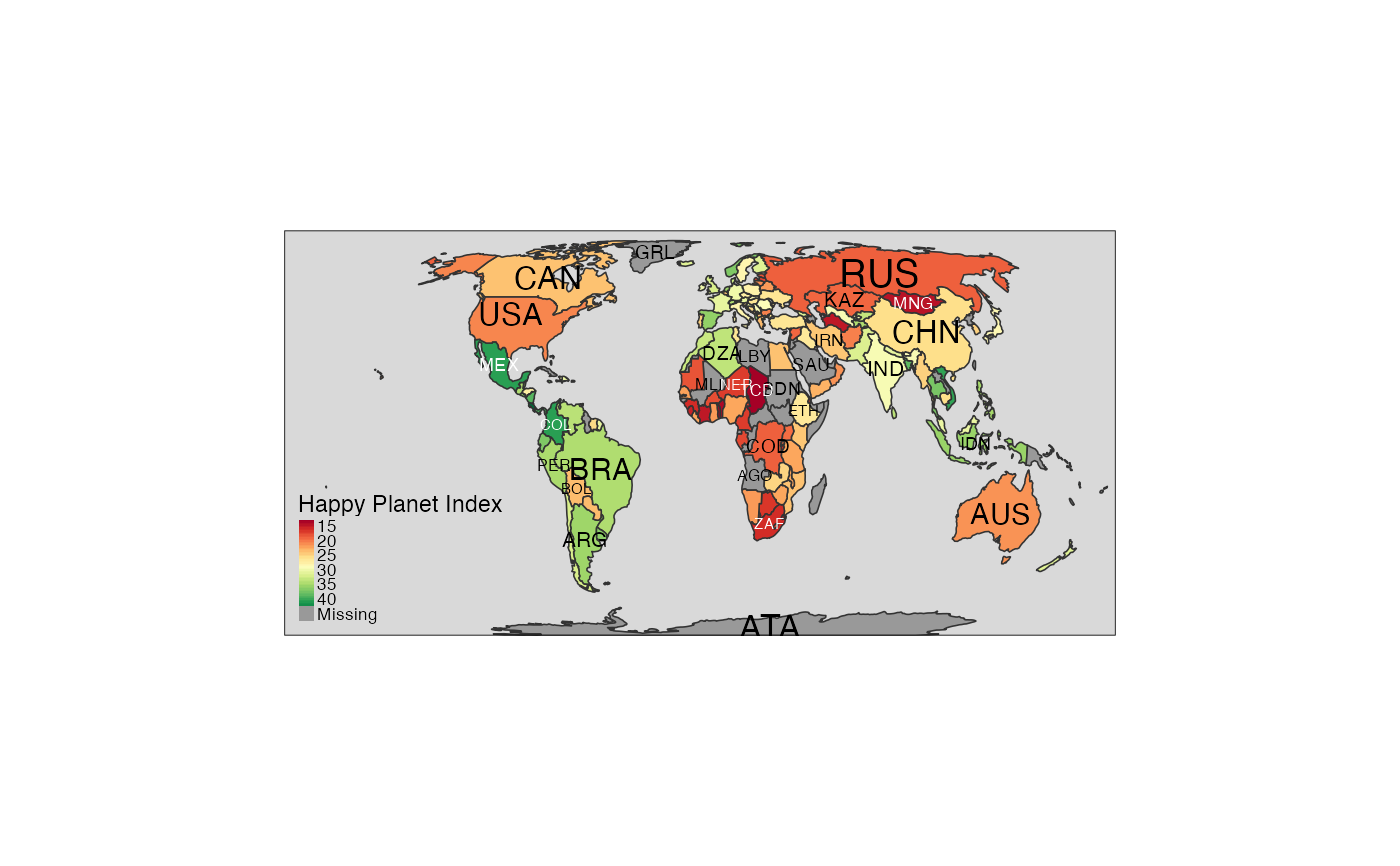 GRL
RUS
CAN
KAZ
MNG
USA
CHN
IRN
DZA
LBY
SAU
MEX
IND
MLI
NER
TCD
SDN
ETH
COL
IDN
COD
PER
BRA
AGO
BOL
AUS
ZAF
ARG
Happy Planet Index
15
20
25
30
35
40
Missing
ATA